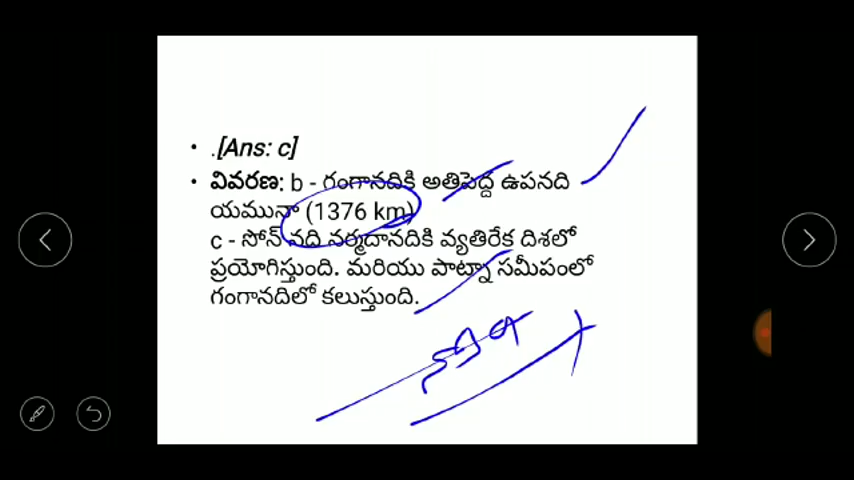 • .[Ans: c]
• వివరణ: b - గంగానదికి అతిపెద్ద ఉపనది
యమునా (1376 km)
c - సోన్ నది నర్మదానదికి వ్యతిరేక దిశలో
ప్రయోగిస్తుంది. మరియు పాట్నా సమీపంలో
గంగానదిలో కలుస్తుంది.